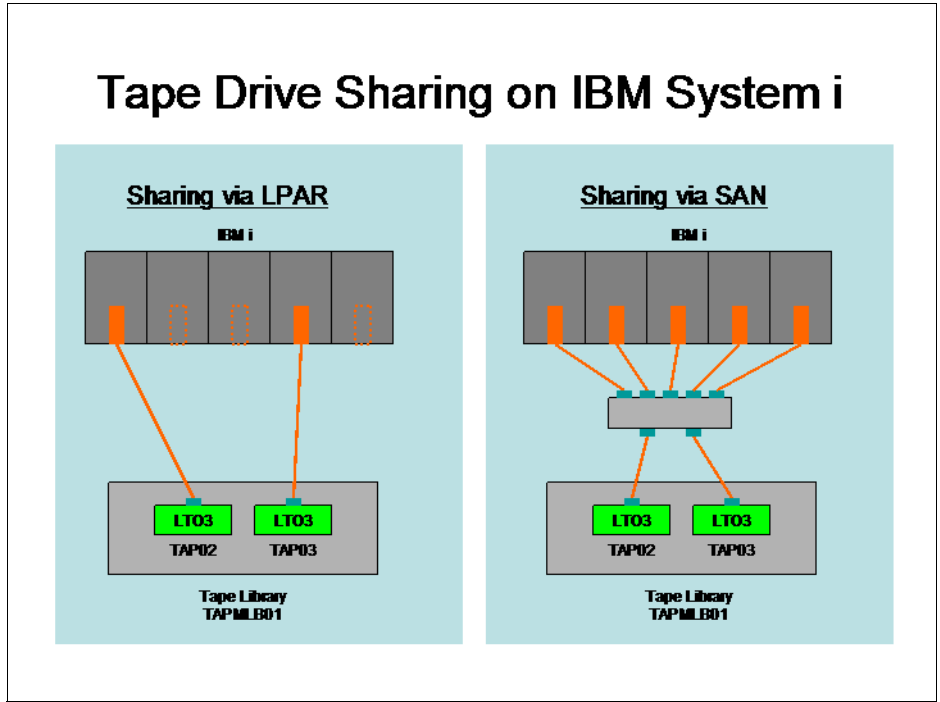 Tape Drive Sharing on IBM System i
Sharing via LPAR
IBM i
LTO3
LTO3
TAP02
TAP03
Tape Library
TAPMLB01
Sharing via SAN
IBM i
LTO3
LTO3
TAP02
TAP03
Tape Library
TAPMLB01